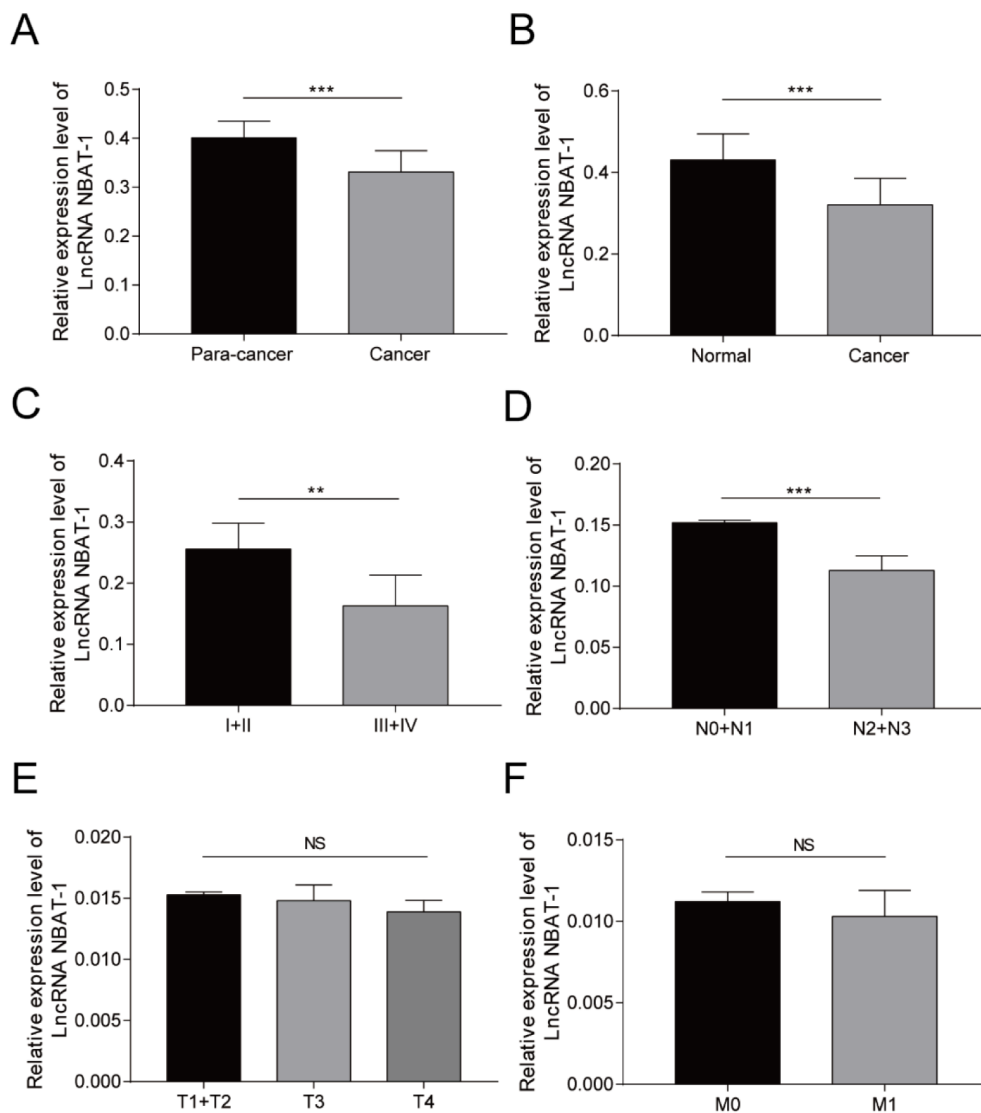 A
Relative expression level of
LncRNA NBAT-1
0.5
0.4
0.3
0.2
0.1
0.0
***
Para-cancer Cancer
B
Relative expression level of
LncRNA NBAT-1
0.6
0.4
0.2
0.0
***
Normal Cancer
C
Relative expression level of
LncRNA NBAT-1
0.4
0.3
0.2
0.1
0.0
**
I+II III+IV
D
Relative expression level of
LncRNA NBAT-1
0.20
0.15
0.10
0.05
0.00
***
N0+N1 N2+N3
E
Relative expression level of
LncRNA NBAT-1
0.020
0.015
0.010
0.005
0.000
NS
T1+T2 T3 T4
F
Relative expression level of
LncRNA NBAT-1
0.015
0.010
0.005
0.000
NS
M0 M1